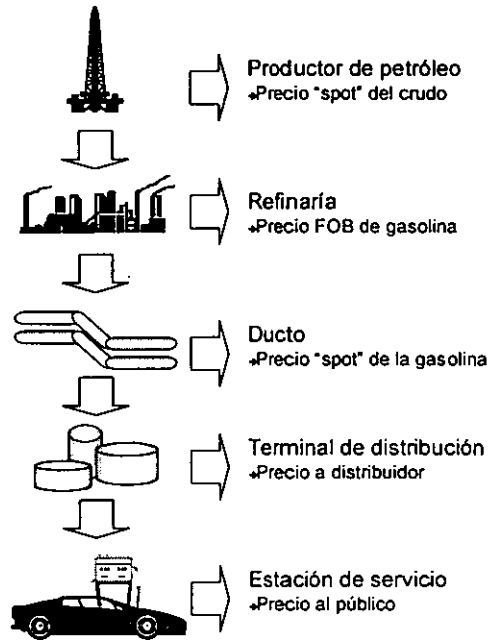 Productor de petróleo
Precio "spot" del crudo
Refinaría
Precio FOB de gasolina
Ducto
Precio "spot" de la gasolina
Terminal de distribución
Precio a distribuidor
Estación de servicio
Precio al público